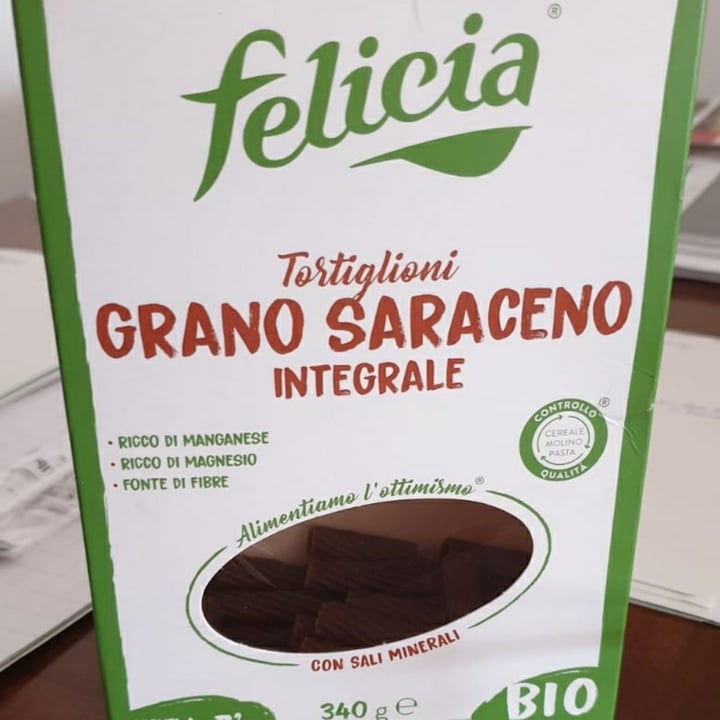 felicia®
Tortiglioni
GRANO SARACENO
INTEGRALE
• RICCO DI MANGANESE
• RICCO DI MAGNESIO
• FONTE DI FIBRE
CONTROLLO®
CEREALE
MOLINO
PASTA
QUALITÀ
Alimentiamo l'ottimismo®
CON SALI MINERALI
340 g e
BIO